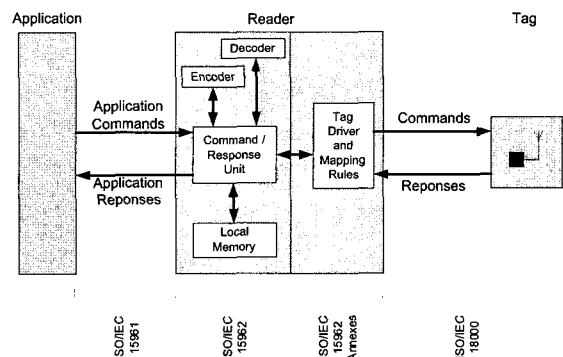 Application
Reader
Tag
Decoder
Encoder
Application
Commands
Command /
Response
Unit
Tag
Driver
and
Mapping
Rules
Commands
Application
Reponses
Reponses
Local
Memory
SO/IEC
15961
SO/IEC
15962
SO/IEC
15962
Annexes
SO/IEC
18000